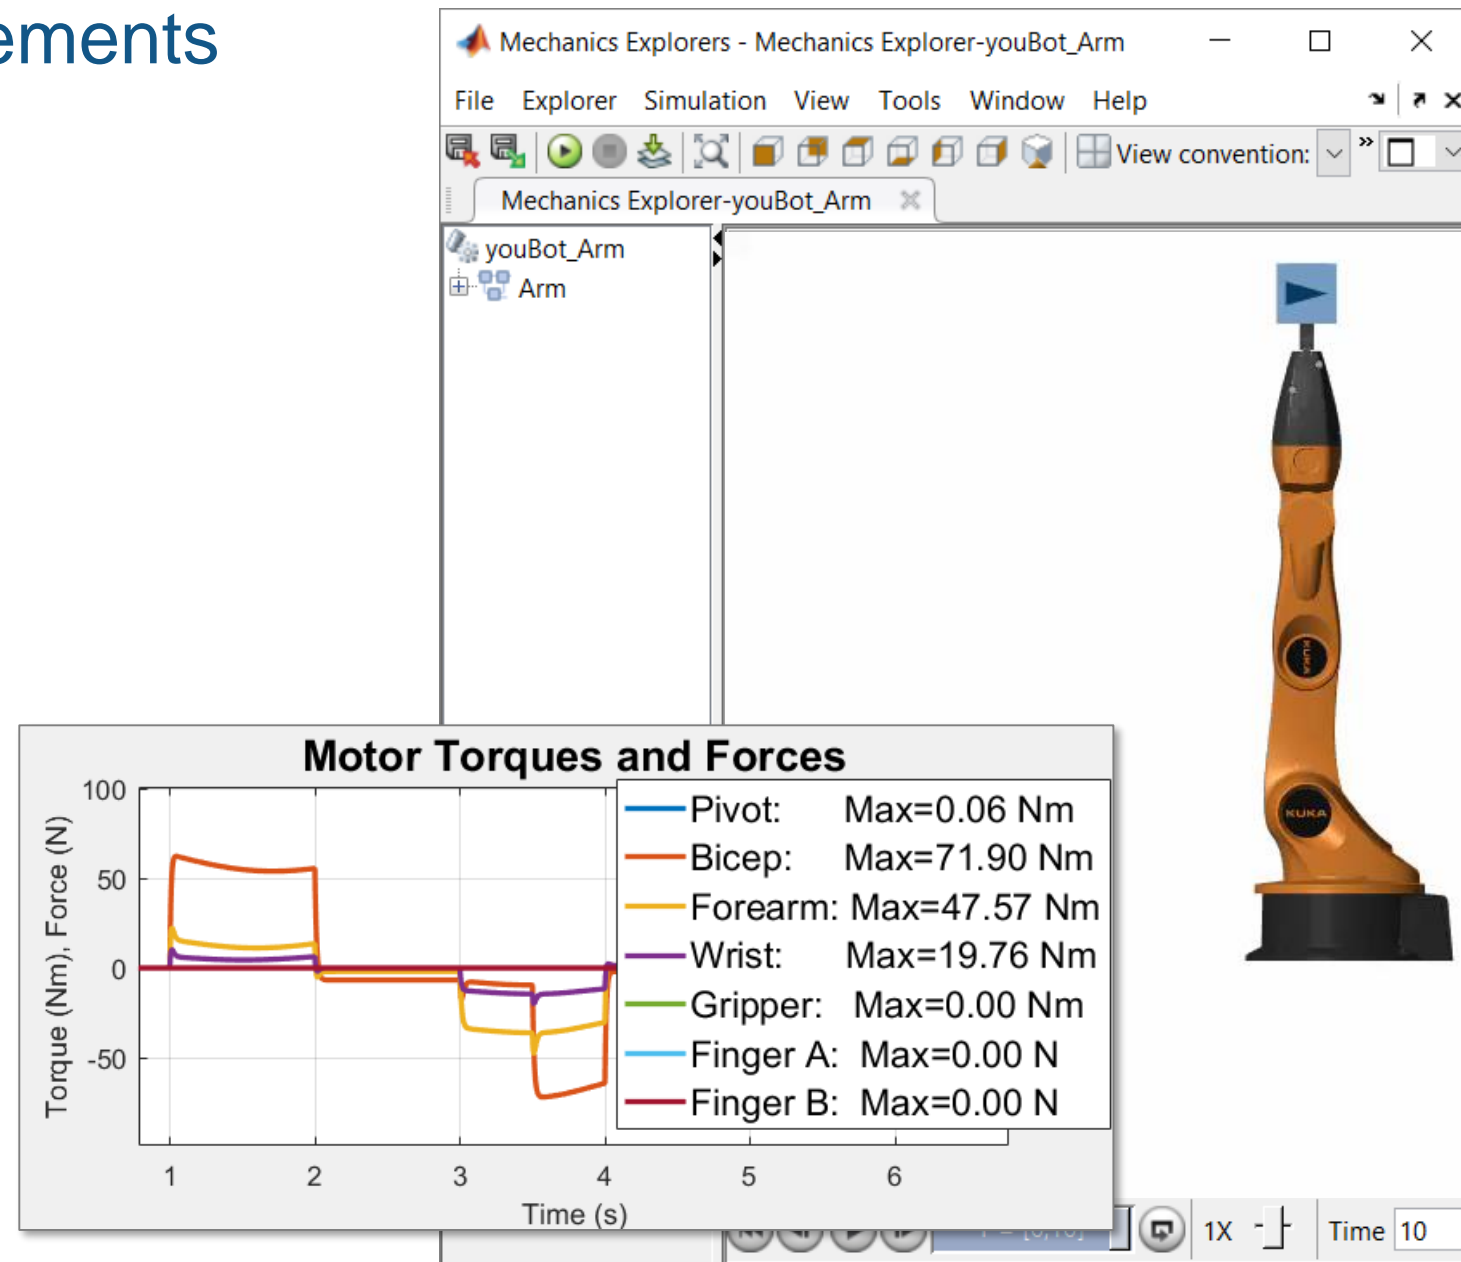 ements
Mechanics Explorers - Mechanics Explorer-youBot_Arm
File Explorer Simulation View Tools Window Help
View convention:
Mechanics Explorer-youBot_Arm
youBot_Arm
Arm
KUKA
KUKA
Motor Torques and Forces
Torque (Nm), Force (N)
100
50
0
-50
Pivot: Max=0.06 Nm
Bicep: Max=71.90 Nm
Forearm: Max=47.57 Nm
Wrist: Max=19.76 Nm
Gripper: Max=0.00 Nm
Finger A: Max=0.00 N
Finger B: Max=0.00 N
1 2 3 4 5 6
Time (s)
1X Time 10